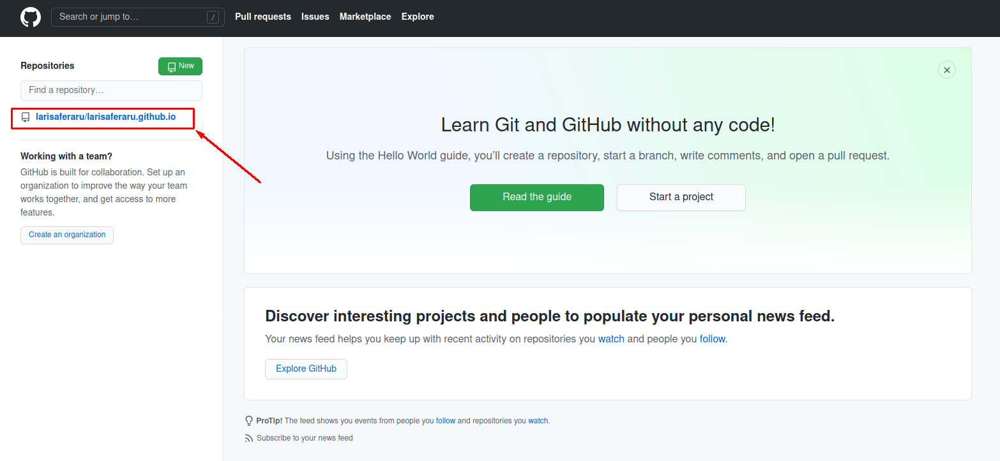 Search or jump to…
/
Pull requests
Issues
Marketplace
Explore
Repositories
New
Find a repository…
larisaferaru/larisaferaru.github.io
Working with a team?
GitHub is built for collaboration. Set up an
organization to improve the way your team
works together, and get access to more
features.
Create an organization
Learn Git and GitHub without any code!
Using the Hello World guide, you’ll create a repository, start a branch, write comments, and open a pull request.
Read the guide
Start a project
Discover interesting projects and people to populate your personal news feed.
Your news feed helps you keep up with recent activity on repositories you watch and people you follow.
Explore GitHub
ProTip! The feed shows you events from people you follow and repositories you watch.
Subscribe to your news feed